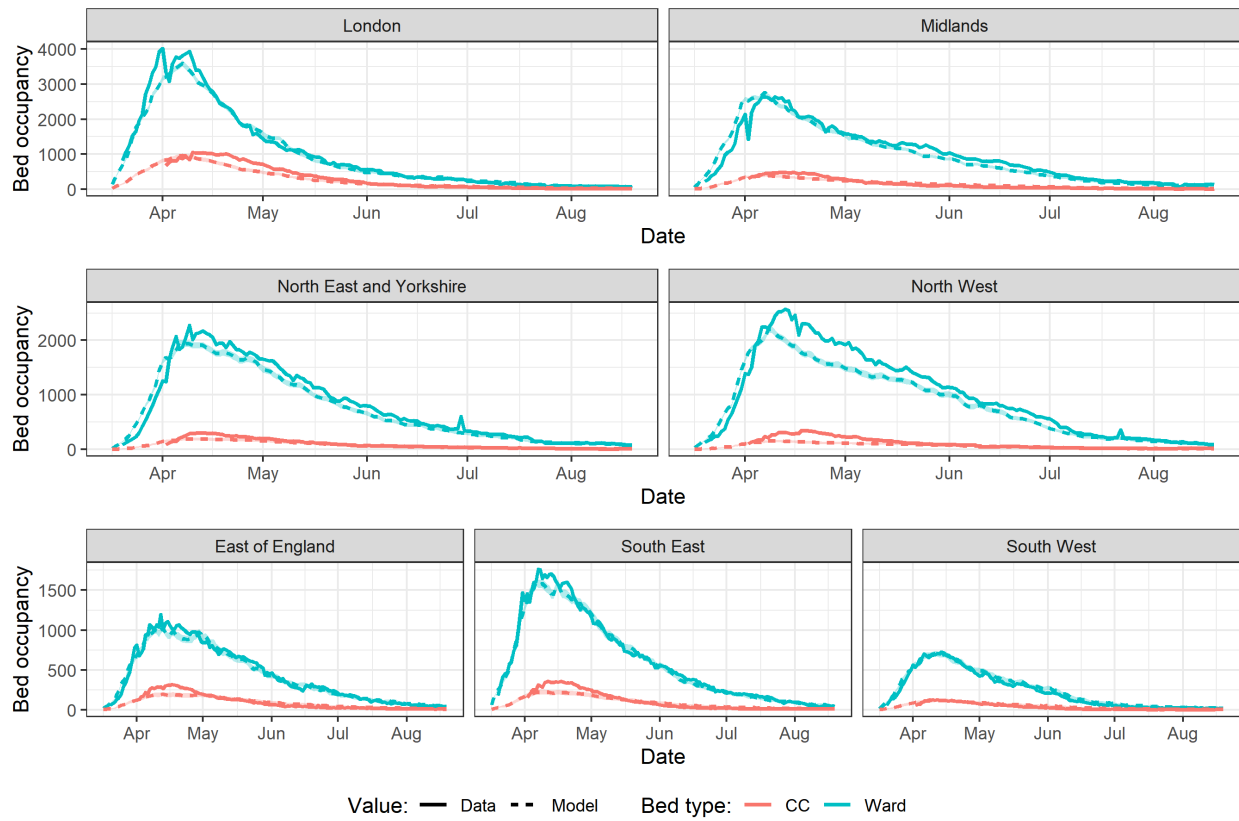 London Midlands
Bed occupancy
4000
3000
2000
1000
0
Apr May Jun Jul Aug Apr May Jun Jul Aug
Date Date
North East and Yorkshire North West
Bed occupancy
2000
1000
0
Apr May Jun Jul Aug Apr May Jun Jul Aug
Date Date
East of England South East South West
Bed occupancy
1500
1000
500
0
Apr May Jun Jul Aug Apr May Jun Jul Aug Apr May Jun Jul Aug
Date
Value: Data Model Bed type: CC Ward